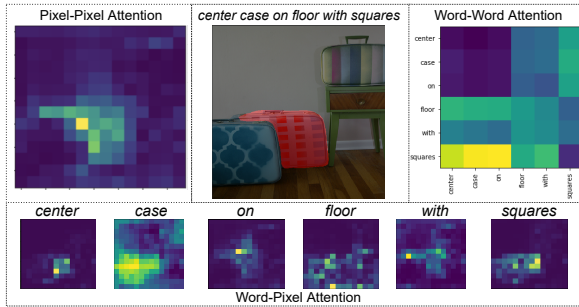 Pixel-Pixel Attention
center case on floor with squares
Word-Word Attention
center
case
on
floor
with
squares
center
case
on
floor
with
squares
center
case
on
floor
with
squares
Word-Pixel Attention